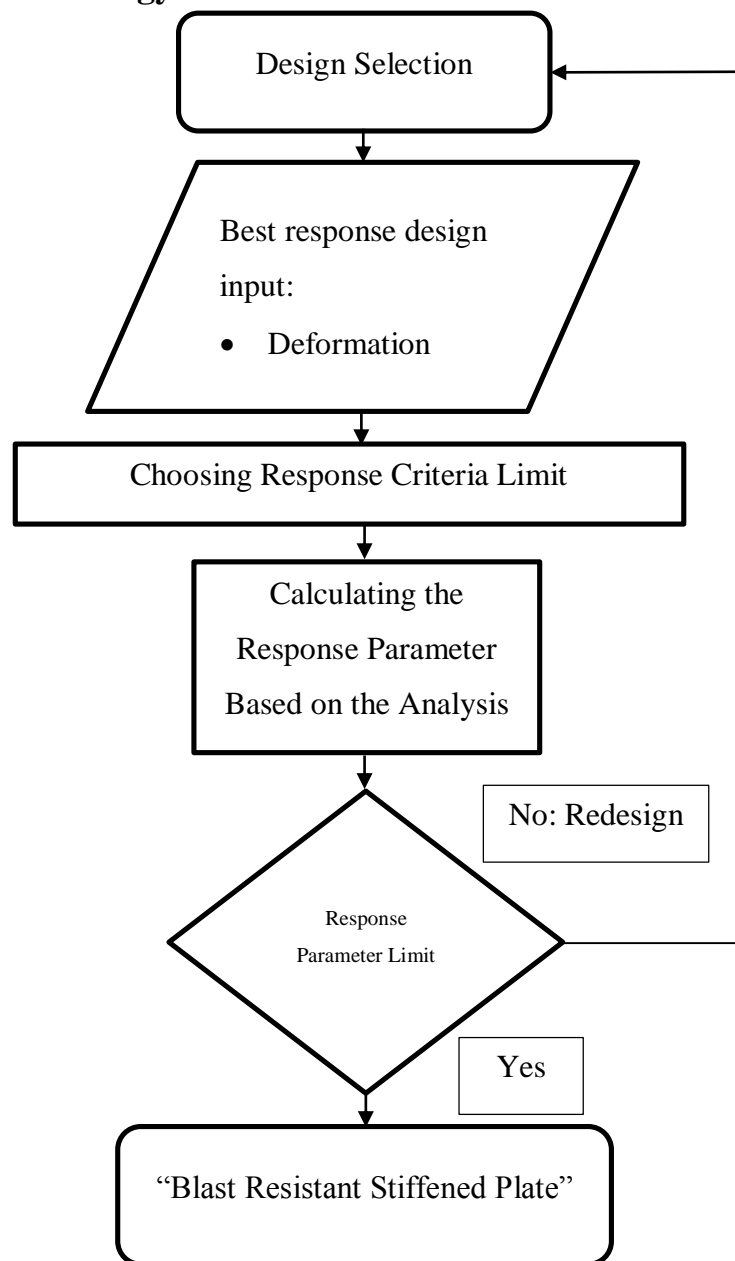 Design Selection
Best response design
input:
• Deformation
Choosing Response Criteria Limit
Calculating the
Response Parameter
Based on the Analysis
No: Redesign
Response
Parameter Limit
Yes
“Blast Resistant Stiffened Plate”